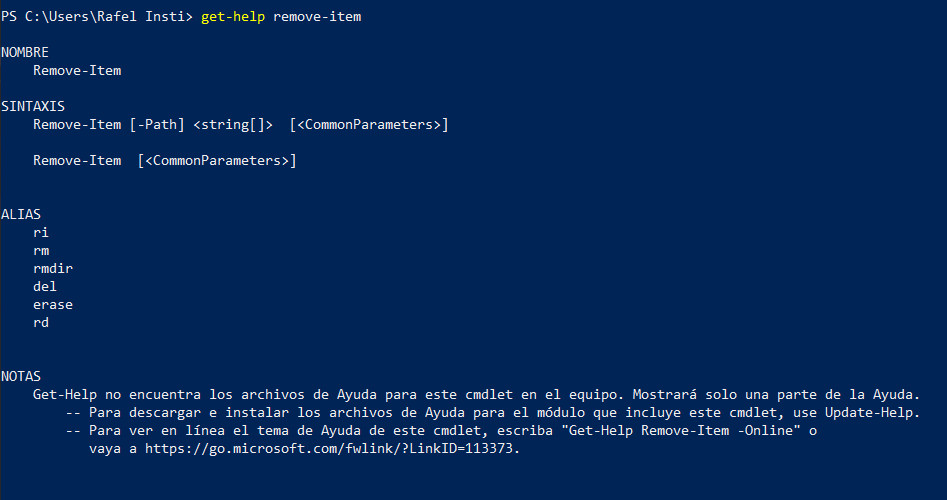 PS C:\Users\Rafel Insti> get-help remove-item
NOMBRE
Remove-Item
SINTAXIS
Remove-Item [-Path] <string[]>  [<CommonParameters>]
Remove-Item  [<CommonParameters>]
ALIAS
ri
rm
rmdir
del
erase
rd
NOTAS
Get-Help no encuentra los archivos de Ayuda para este cmdlet en el equipo. Mostrará solo una parte de la Ayuda.
-- Para descargar e instalar los archivos de Ayuda para el módulo que incluye este cmdlet, use Update-Help.
-- Para ver en línea el tema de Ayuda de este cmdlet, escriba "Get-Help Remove-Item -Online" o
vaya a https://go.microsoft.com/fwlink/?LinkID=113373.